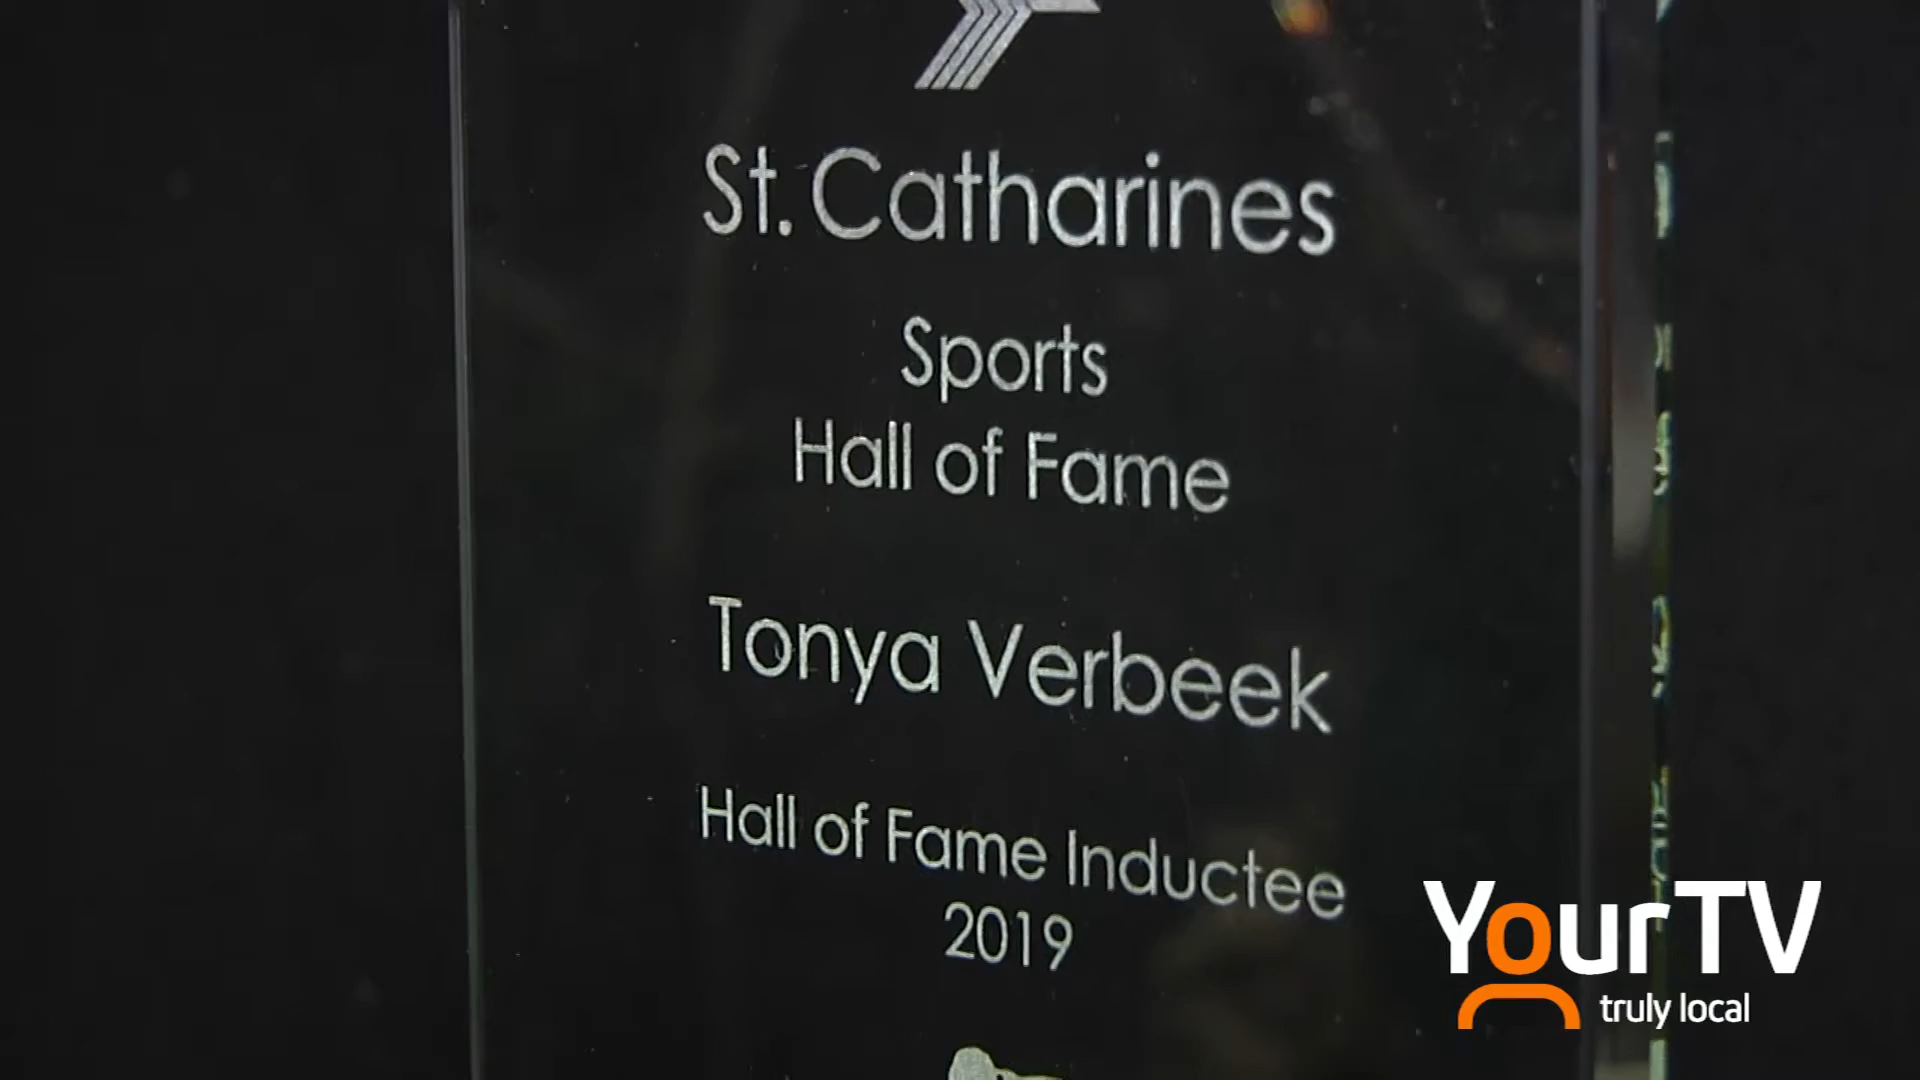 St. Catharines
Sports
Hall of Fame
Tonya Verbeek
Hall of Fame Inductee
2019
YourTV
truly local